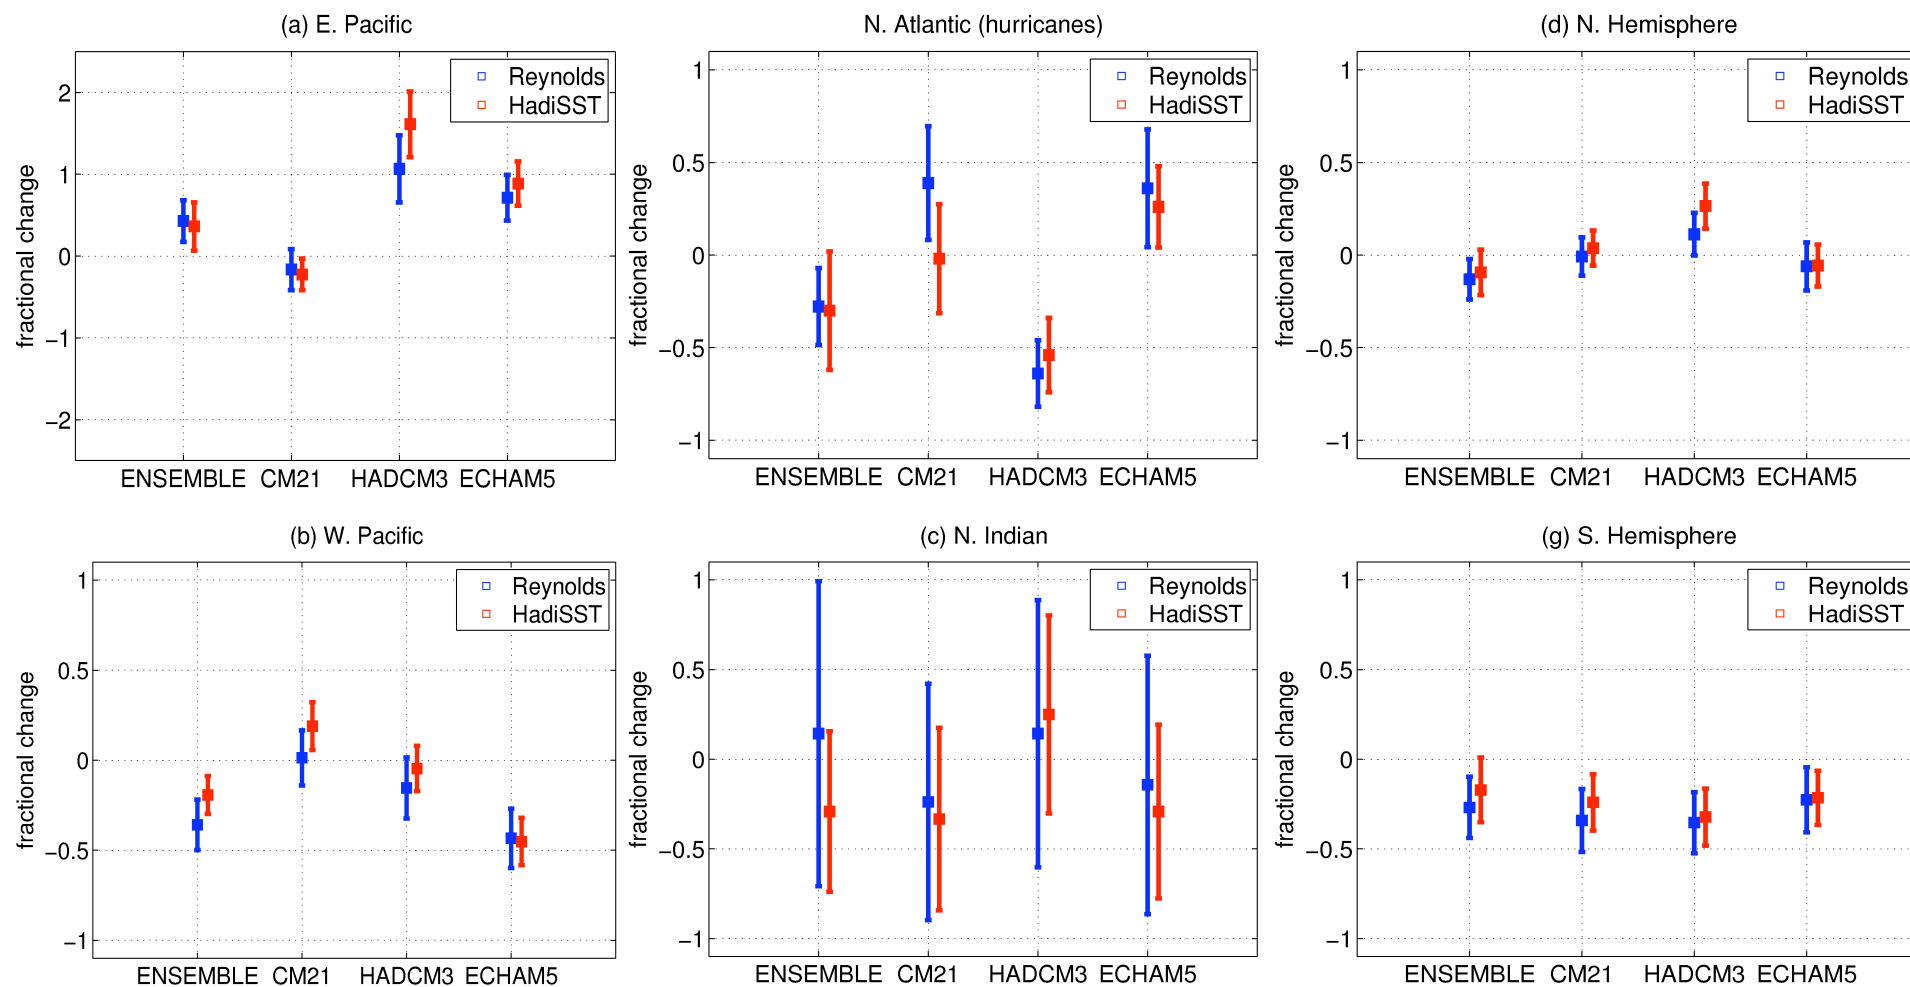 (a) E. Pacific
fractional change
2
1
0
−1
−2
Reynolds
HadiSST
ENSEMBLE CM21 HADCM3 ECHAM5
N. Atlantic (hurricanes)
fractional change
1
0.5
0
−0.5
−1
Reynolds
HadiSST
ENSEMBLE CM21 HADCM3 ECHAM5
(d) N. Hemisphere
fractional change
1
0.5
0
−0.5
−1
Reynolds
HadiSST
ENSEMBLE CM21 HADCM3 ECHAM5
(b) W. Pacific
fractional change
1
0.5
0
−0.5
−1
Reynolds
HadiSST
ENSEMBLE CM21 HADCM3 ECHAM5
(c) N. Indian
fractional change
1
0.5
0
−0.5
−1
Reynolds
HadiSST
ENSEMBLE CM21 HADCM3 ECHAM5
(g) S. Hemisphere
fractional change
1
0.5
0
−0.5
−1
Reynolds
HadiSST
ENSEMBLE CM21 HADCM3 ECHAM5